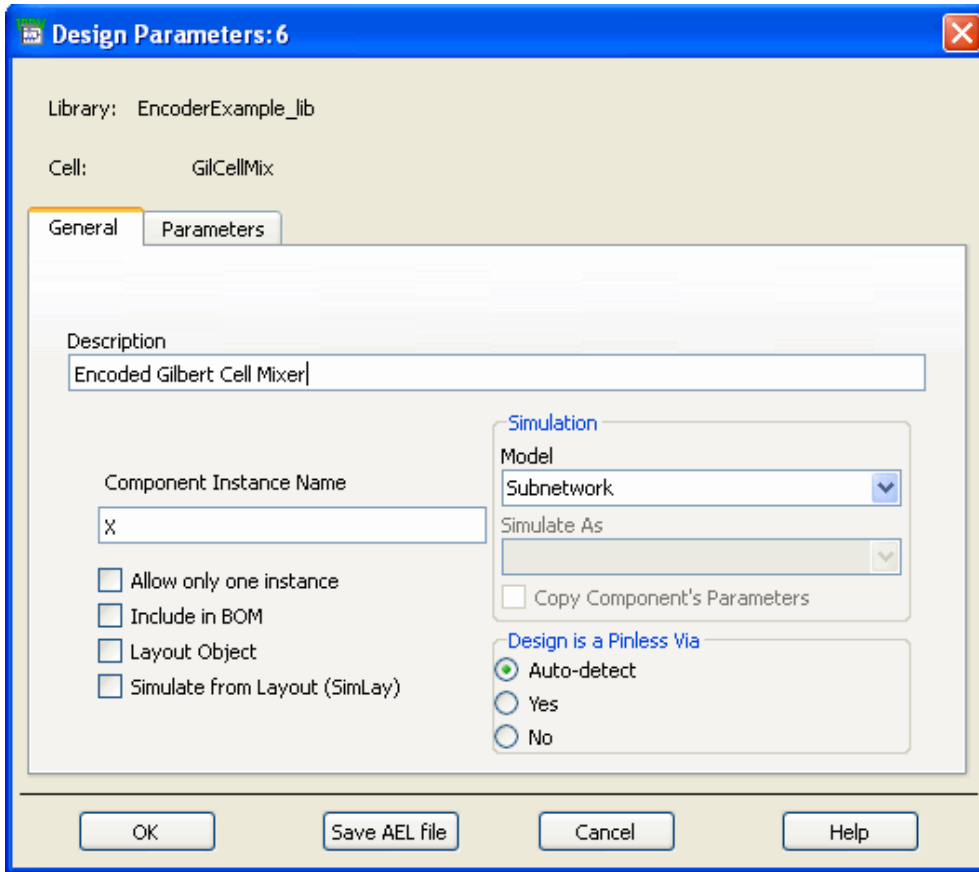 Design Parameters:6
Library: EncoderExample_lib
Cell: GilCellMix
General Parameters
Description
Encoded Gilbert Cell Mixer
Component Instance Name
X
Allow only one instance
Include in BOM
Layout Object
Simulate from Layout (SimLay)
Simulation
Model
Subnetwork
Simulate As
Copy Component's Parameters
Design is a Pinless Via
Auto-detect
Yes
No
OK Save AEL file Cancel Help